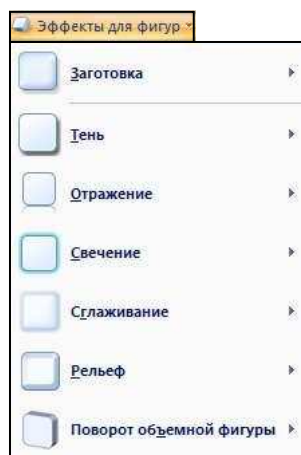 Эффекты для фигур
Заготовка
Тень
Отражение
Свечение
Сглаживание
Рельеф
Поворот объемной фигуры